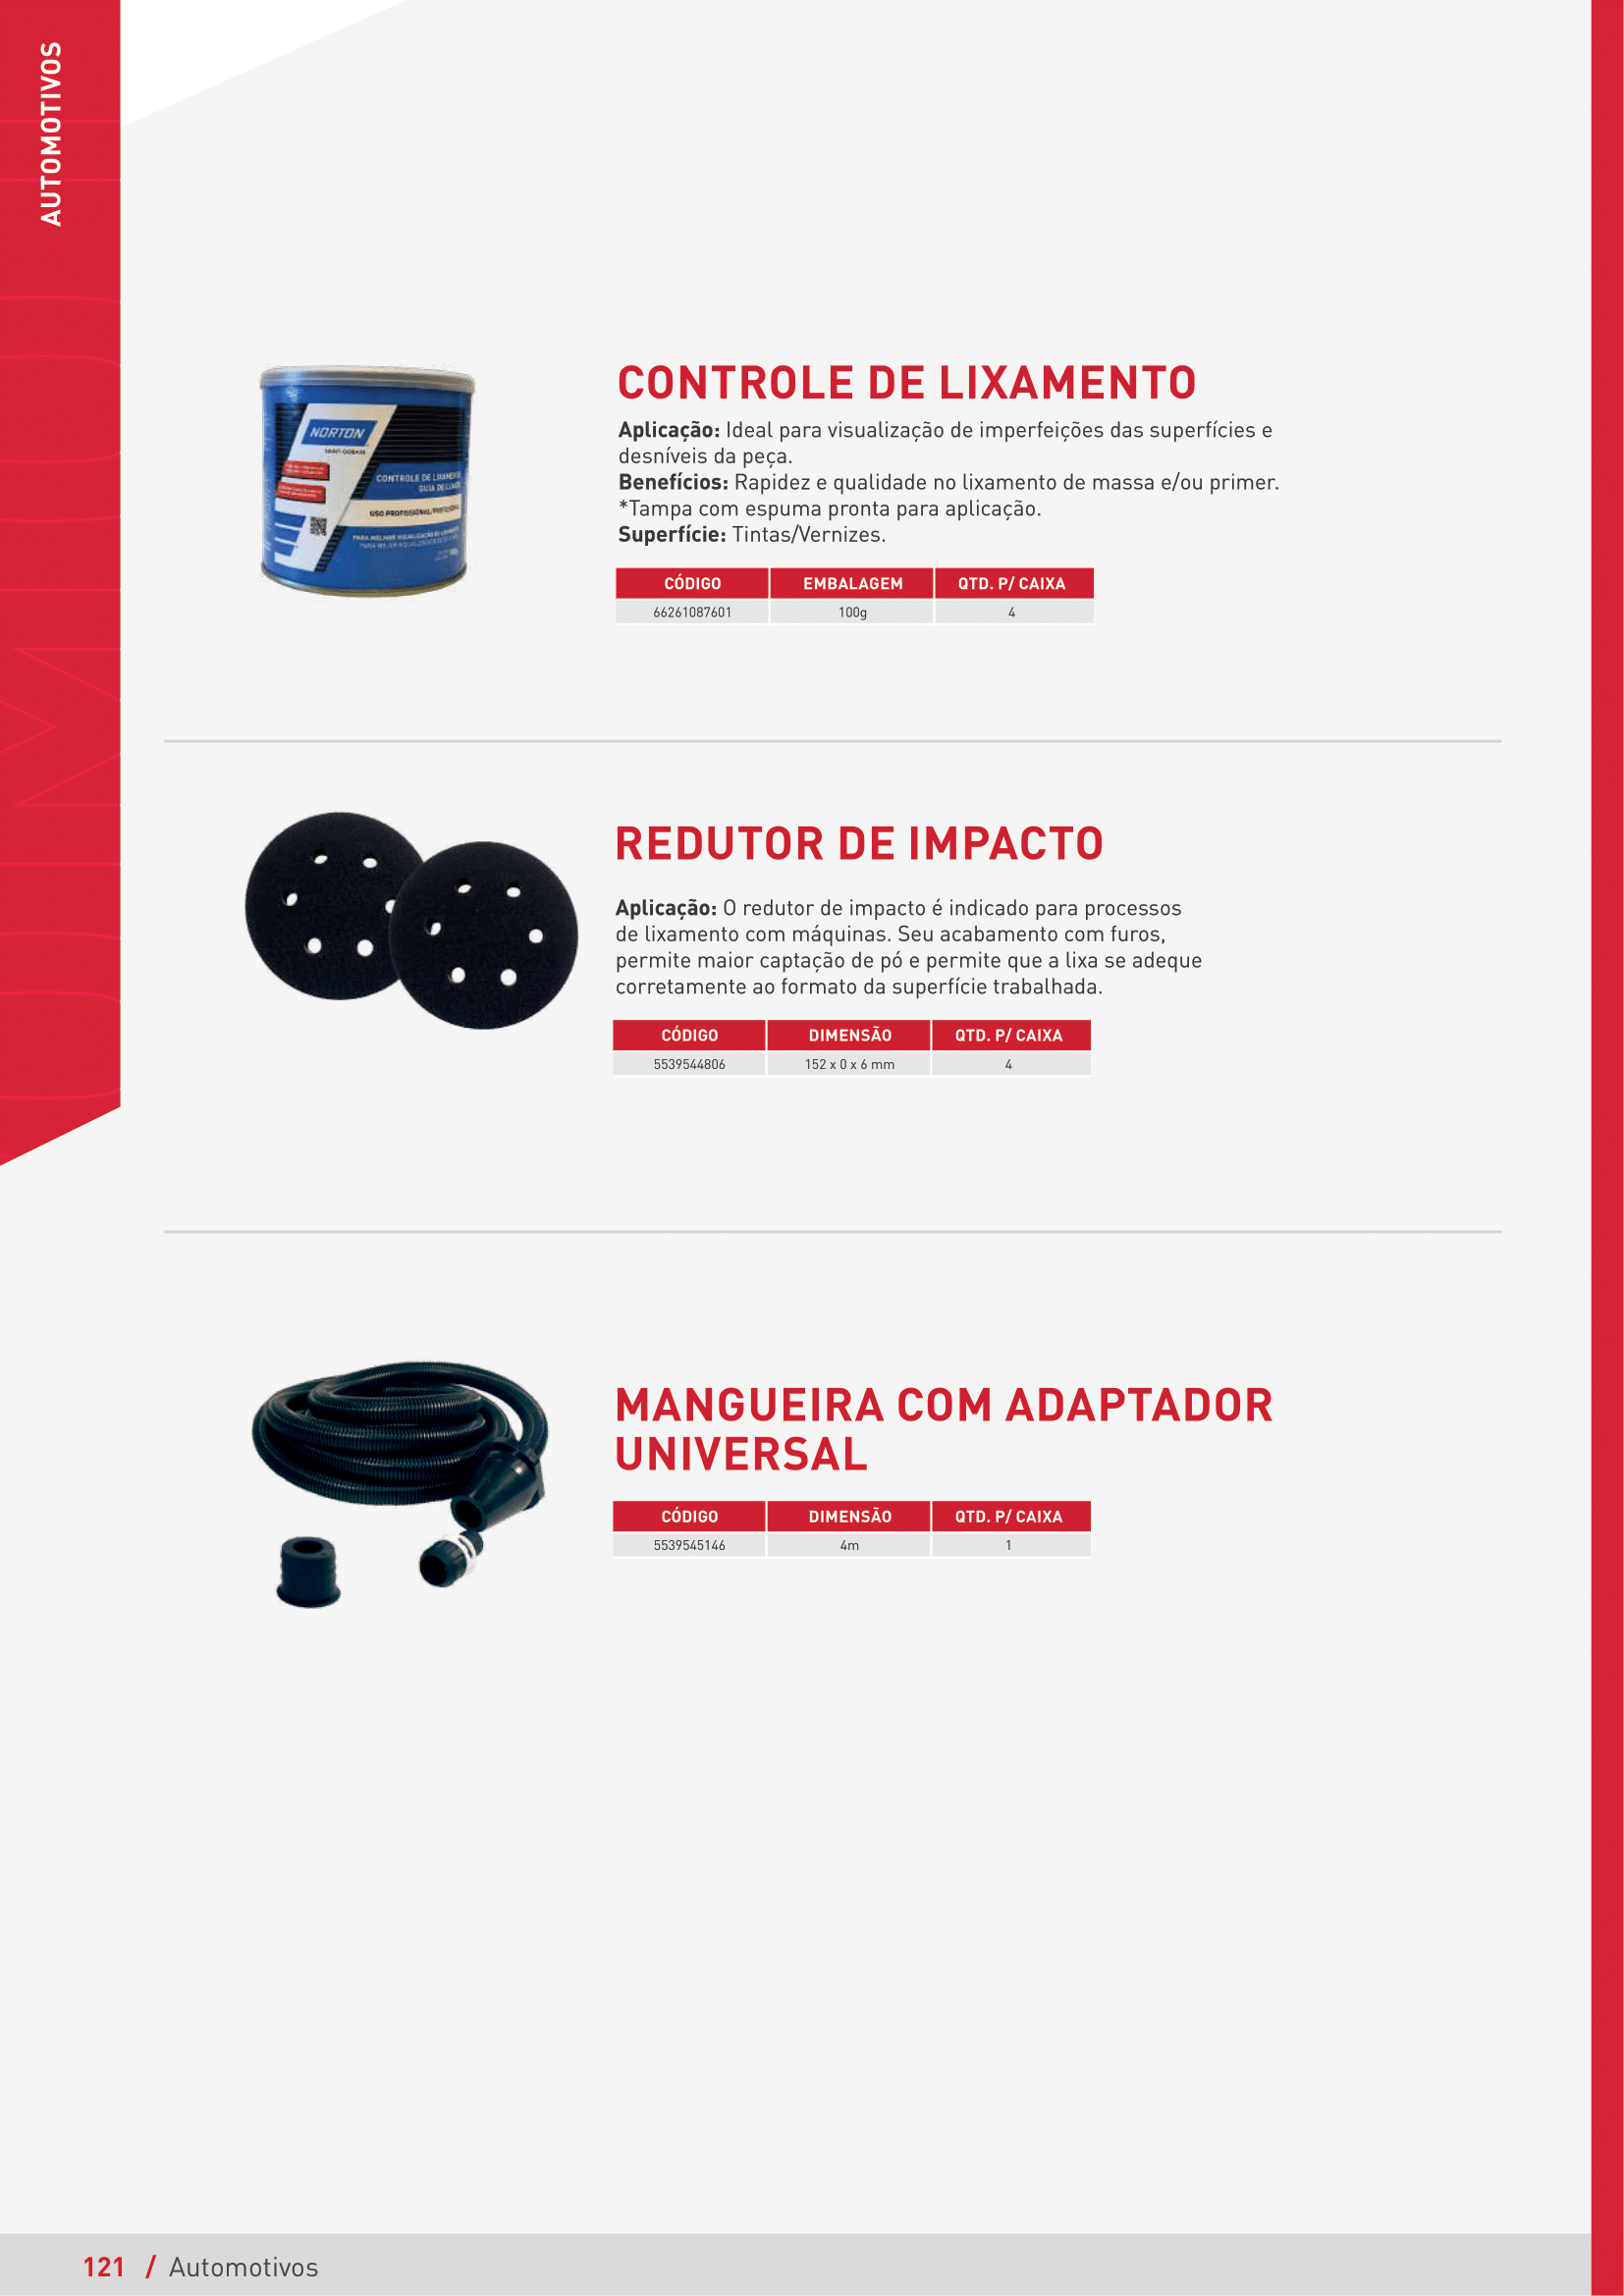 AUTOMOTIVOS
CONTROLE DE LIXAMENTO
Aplicação: Ideal para visualização de imperfeições das superfícies e
desníveis da peça.
Benefícios: Rapidez e qualidade no lixamento de massa e/ou primer.
*Tampa com espuma pronta para aplicação.
Superfície: Tintas/Vernizes.
CÓDIGO EMBALAGEM QTD. P/ CAIXA
66261087601 100g 4
NORTON
SAINT-GOBAIN
CONTROLE DE LIXAMENTO
GUIA DE LIJADO
USO PROFISSIONAL/PROFESIONAL
REDUTOR DE IMPACTO
Aplicação: O redutor de impacto é indicado para processos
de lixamento com máquinas. Seu acabamento com furos,
permite maior captação de pó e permite que a lixa se adeque
corretamente ao formato da superfície trabalhada.
CÓDIGO DIMENSÃO QTD. P/ CAIXA
5539544806 152 x 0 x 6 mm 4
MANGUEIRA COM ADAPTADOR
UNIVERSAL
CÓDIGO DIMENSÃO QTD. P/ CAIXA
5539545146 4m 1
121 / Automotivos